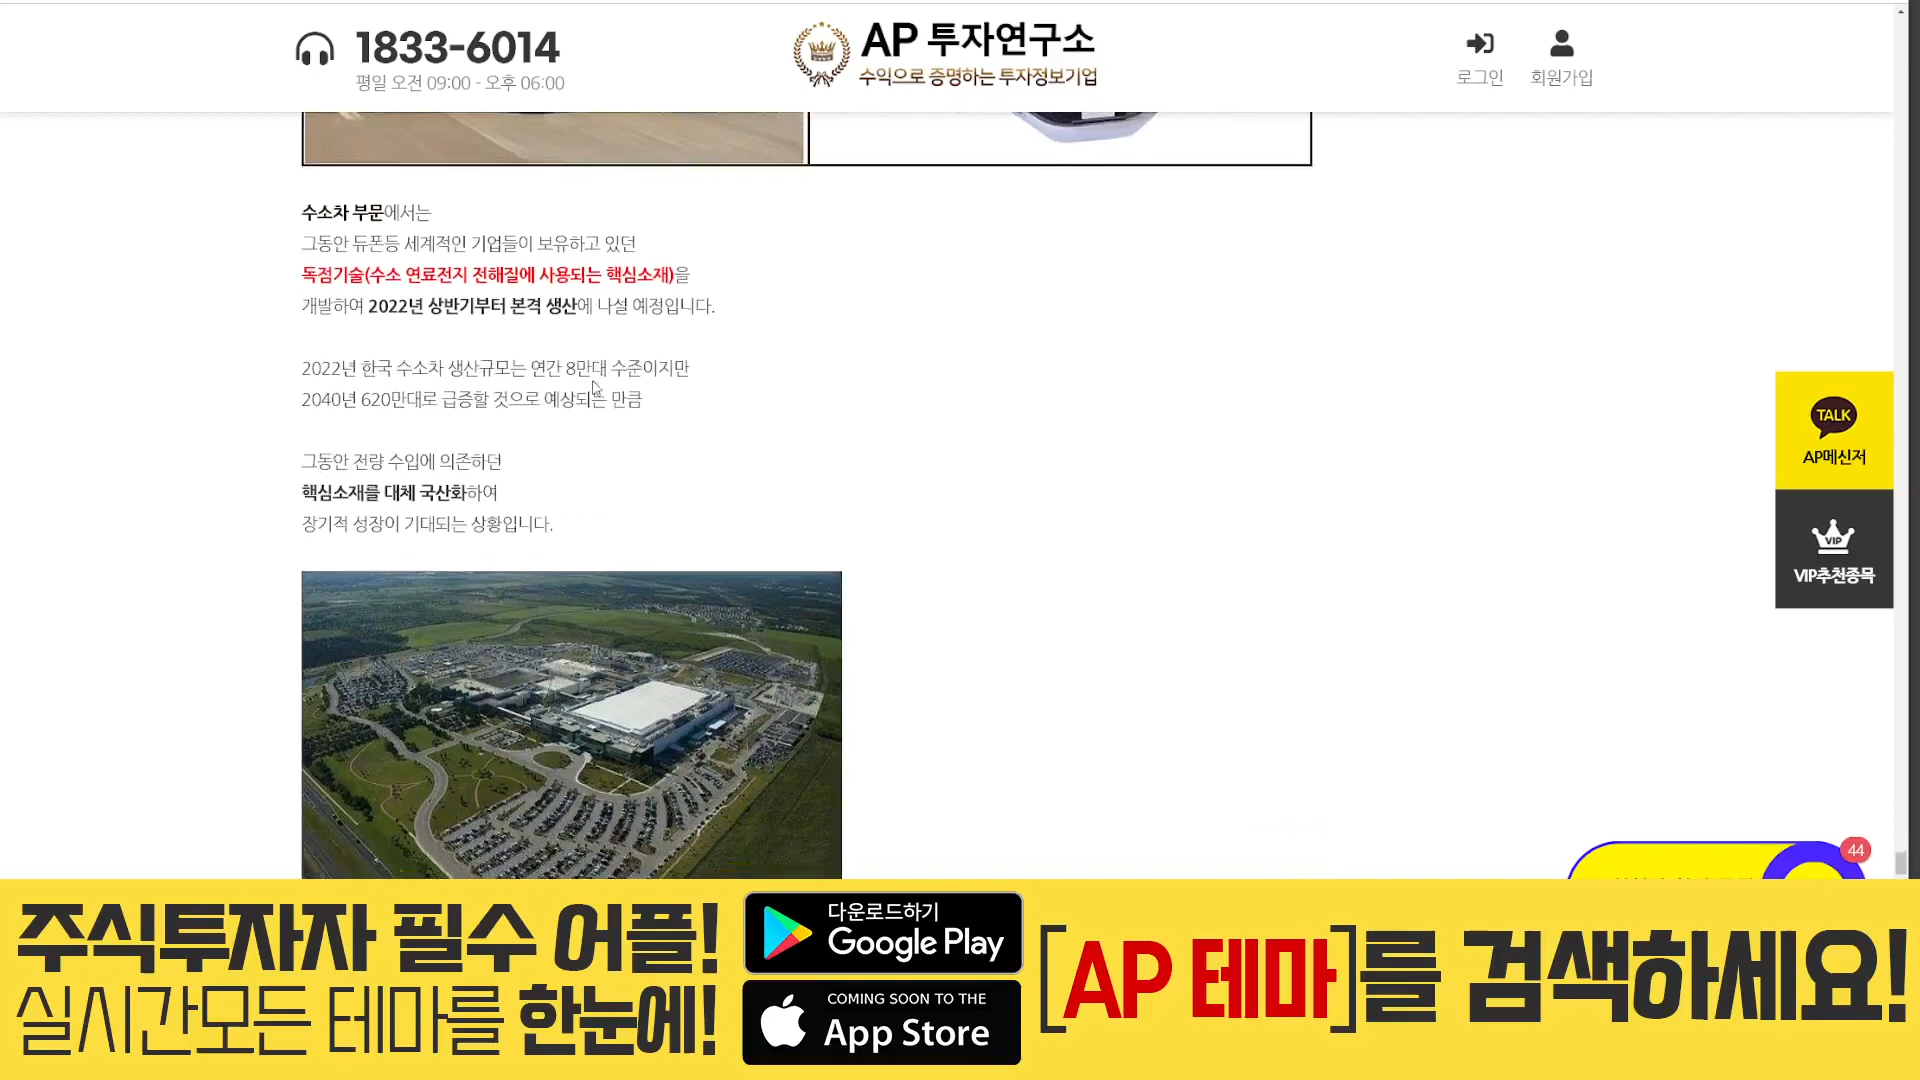 1833-6014
평일 오전 09:00 - 오후 06:00
AP 투자연구소
수익으로 증명하는 투자정보기업
로그인
회원가입
수소차 부문에서는
그동안 듀폰등 세계적인 기업들이 보유하고 있던
독점기술(수소 연료전지 전해질에 사용되는 핵심소재)을
개발하여 2022년 상반기부터 본격 생산에 나설 예정입니다.
2022년 한국 수소차 생산규모는 연간 8만대 수준이지만
2040년 620만대로 급증할 것으로 예상되는 만큼
그동안 전량 수입에 의존하던
핵심소재를 대체 국산화하여
장기적 성장이 기대되는 상황입니다.
TALK
AP메신저
VIP
VIP추천종목
44
주식투자자 필수 어플!
실시간모든 테마를 한눈에!
다운로드하기
Google Play
COMING SOON TO THE
App Store
[AP 테마]를 검색하세요!